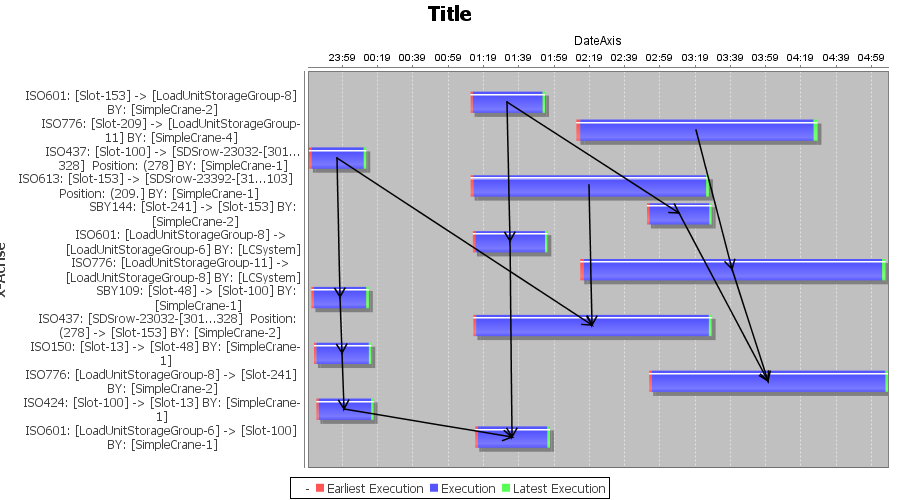 Title
DateAxis
23:59 00:19 00:39 00:59 01:19 01:39 01:59 02:19 02:39 02:59 03:19 03:39 03:59 04:19 04:39 04:59
ISO601: [Slot-153] -> [LoadUnitStorageGroup-8]
BY: [SimpleCrane-2]
ISO776: [Slot-209] -> [LoadUnitStorageGroup-
11] BY: [SimpleCrane-4]
ISO437: [Slot-100] -> [SDSrow-23032-[301...
328] Position: (278] BY: [SimpleCrane-1]
ISO613: [Slot-153] -> [SDSrow-23392-[31...103]
Position: (209.] BY: [SimpleCrane-1]
SBY144: [Slot-241] -> [Slot-153] BY:
[SimpleCrane-2]
ISO601: [LoadUnitStorageGroup-8] ->
[LoadUnitStorageGroup-6] BY: [LCSystem]
ISO776: [LoadUnitStorageGroup-11] ->
[LoadUnitStorageGroup-8] BY: [LCSystem]
SBY109: [Slot-48] -> [Slot-100] BY:
[SimpleCrane-1]
ISO437: [SDSrow-23032-[301...328] Position:
(278] -> [Slot-153] BY: [SimpleCrane-2]
ISO150: [Slot-13] -> [Slot-48] BY: [SimpleCrane-
1]
ISO776: [LoadUnitStorageGroup-8] -> [Slot-241]
BY: [SimpleCrane-2]
ISO424: [Slot-100] -> [Slot-13] BY: [SimpleCrane-
1]
ISO601: [LoadUnitStorageGroup-6] -> [Slot-100]
BY: [SimpleCrane-1]
- Earliest Execution Execution Latest Execution